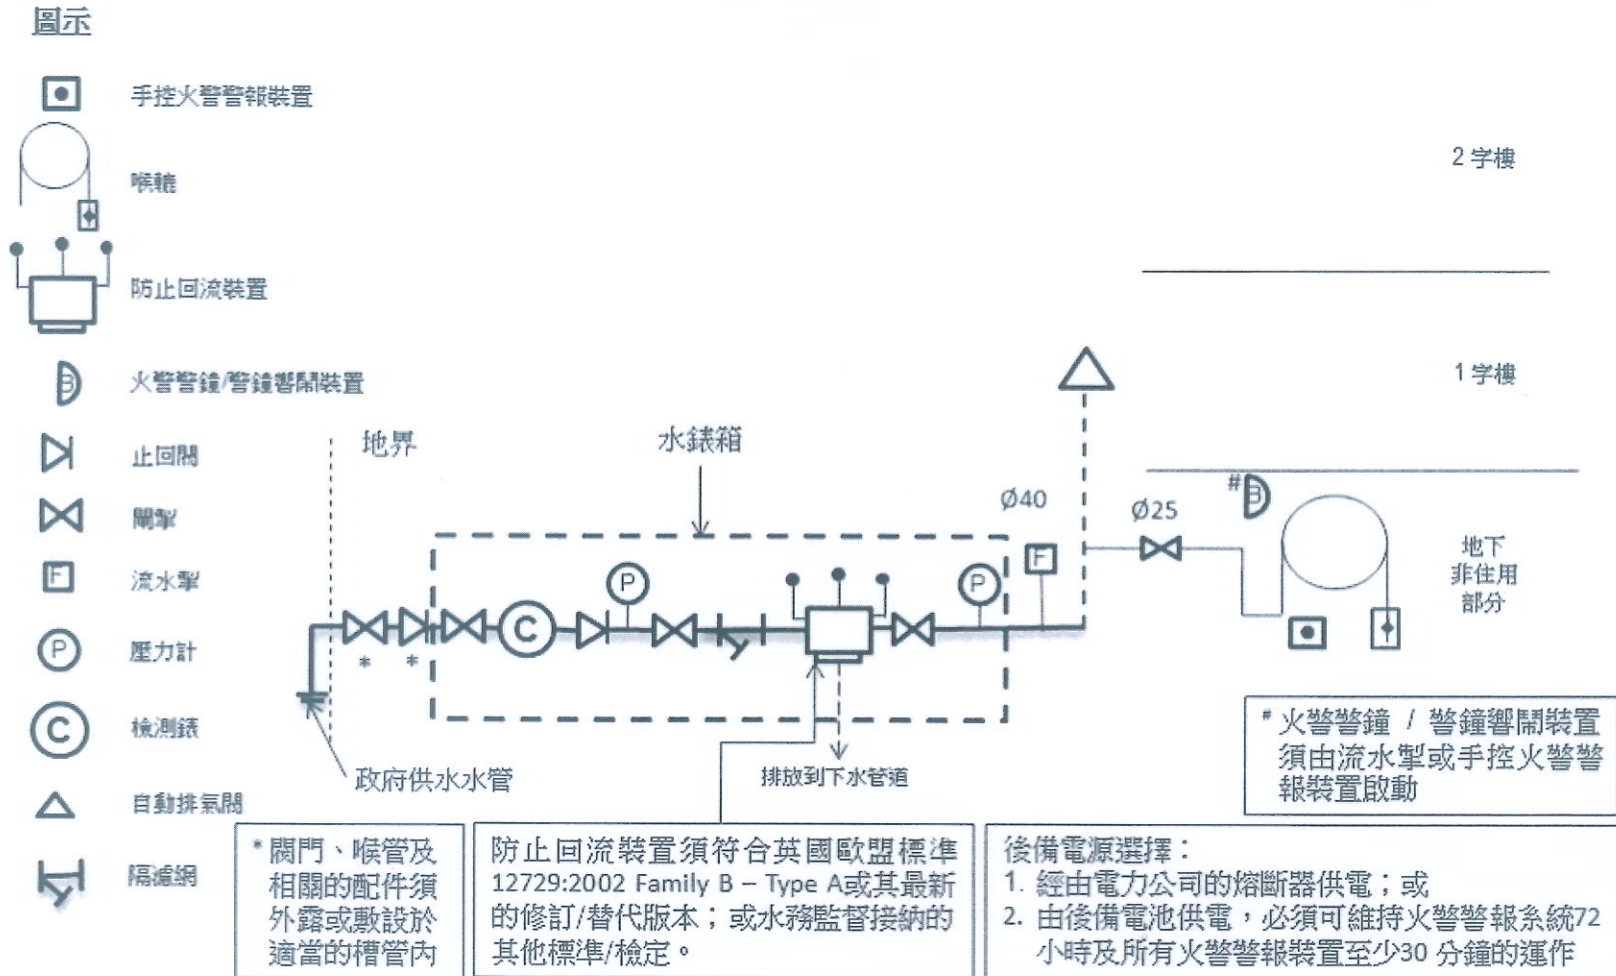 圖示
手控火警警報裝置
喉轆
防止回流裝置
火警警鐘/警鐘響鬧裝置
止回閥
閘掣
流水掣
壓力計
檢測錶
自動排氣閥
隔濾網
2 字樓
1 字樓
地界
水錶箱
Ø40
Ø25
#
B
F
P
P
C
*
*
地下
非住用
部分
政府供水水管
排放到下水管道
# 火警警鐘 / 警鐘響鬧裝置
須由流水掣或手控火警警
報裝置啟動
* 閥門、喉管及
相關的配件須
外露或敷設於
適當的槽管內
防止回流裝置須符合英國歐盟標準
12729:2002 Family B – Type A或其最新
的修訂/替代版本；或水務監督接納的
其他標準/檢定。
後備電源選擇：
1. 經由電力公司的熔斷器供電；或
2. 由後備電池供電，必須可維持火警警報系統72
小時及所有火警警報裝置至少30 分鐘的運作